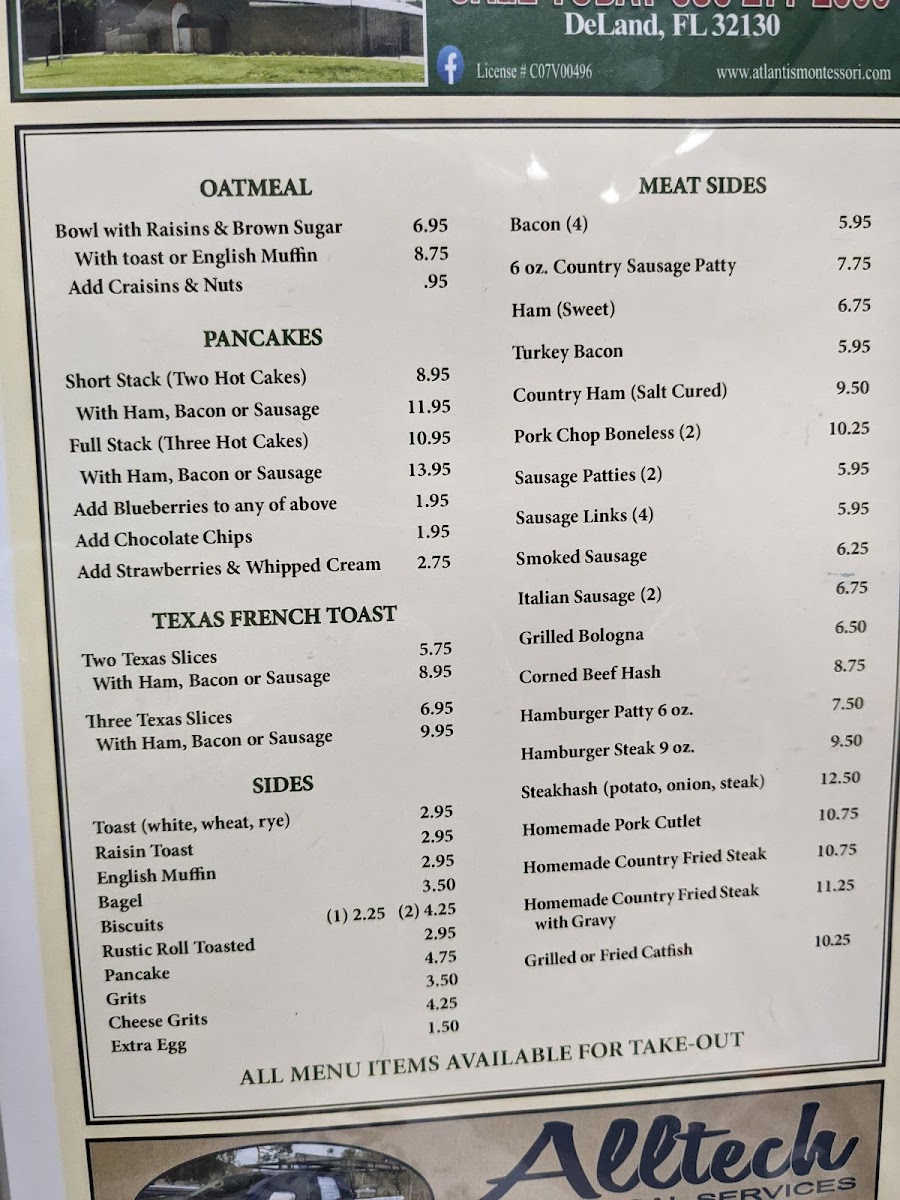 DeLand, FL 32130
License # C07V00496
www.atlantismontessori.com
OATMEAL
Bowl with Raisins & Brown Sugar 6.95
With toast or English Muffin 8.75
Add Craisins & Nuts .95
PANCAKES
Short Stack (Two Hot Cakes) 8.95
With Ham, Bacon or Sausage 11.95
Full Stack (Three Hot Cakes) 10.95
With Ham, Bacon or Sausage 13.95
Add Blueberries to any of above 1.95
Add Chocolate Chips 1.95
Add Strawberries & Whipped Cream 2.75
TEXAS FRENCH TOAST
Two Texas Slices 5.75
With Ham, Bacon or Sausage 8.95
Three Texas Slices 6.95
With Ham, Bacon or Sausage 9.95
SIDES
Toast (white, wheat, rye) 2.95
Raisin Toast 2.95
English Muffin 2.95
Bagel 3.50
Biscuits (1) 2.25 (2) 4.25
Rustic Roll Toasted 2.95
Pancake 4.75
Grits 3.50
Cheese Grits 4.25
Extra Egg 1.50
MEAT SIDES
Bacon (4) 5.95
6 oz. Country Sausage Patty 7.75
Ham (Sweet) 6.75
Turkey Bacon 5.95
Country Ham (Salt Cured) 9.50
Pork Chop Boneless (2) 10.25
Sausage Patties (2) 5.95
Sausage Links (4) 5.95
Smoked Sausage 6.25
Italian Sausage (2) 6.75
Grilled Bologna 6.50
Corned Beef Hash 8.75
Hamburger Patty 6 oz. 7.50
Hamburger Steak 9 oz. 9.50
Steakhash (potato, onion, steak) 12.50
Homemade Pork Cutlet 10.75
Homemade Country Fried Steak 10.75
Homemade Country Fried Steak 11.25
with Gravy
Grilled or Fried Catfish 10.25
ALL MENU ITEMS AVAILABLE FOR TAKE-OUT
Alltech
SERVICES